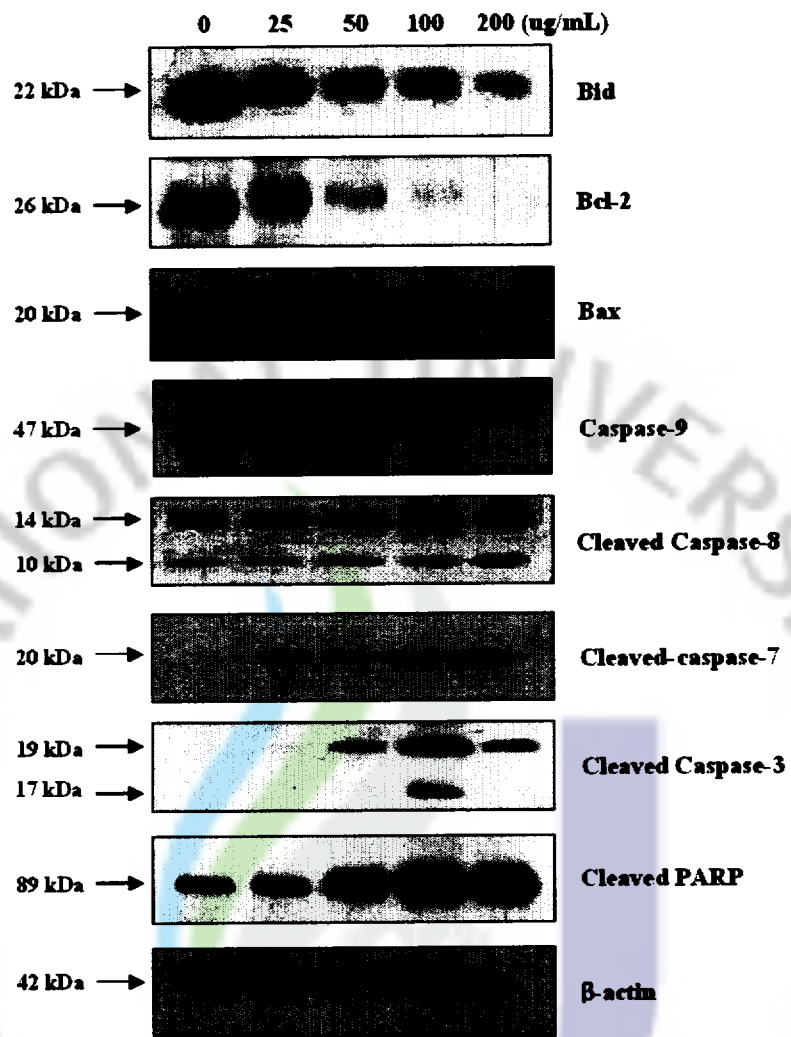 0 25 50 100 200 (ug/mL)
22 kDa Bid
26 kDa Bcl-2
20 kDa Bax
47 kDa Caspase-9
14 kDa
Cleaved Caspase-8
10 kDa
20 kDa Cleaved-caspase-7
19 kDa
Cleaved Caspase-3
17 kDa
89 kDa Cleaved PARP
42 kDa β-actin